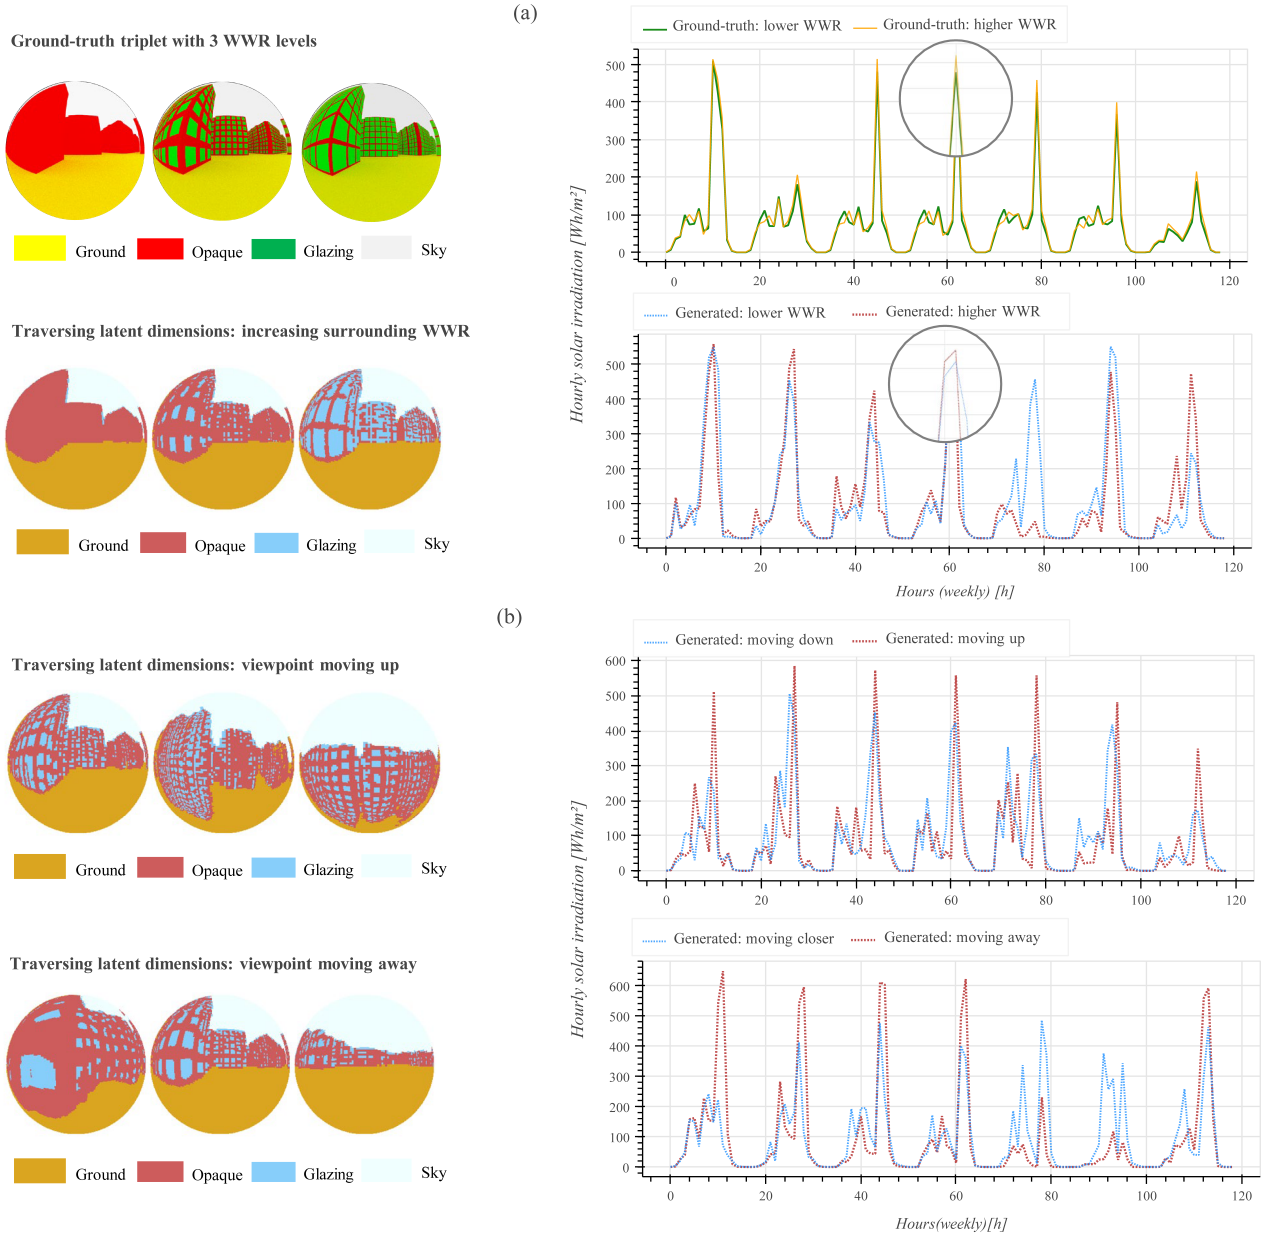 (a)
Ground-truth triplet with 3 WWR levels
Ground Opaque Glazing Sky
Ground-truth: lower WWR Ground-truth: higher WWR
500
400
300
200
100
0
0 20 40 60 80 100 120
Hourly solar irradiation [Wh/m²]
Traversing latent dimensions: increasing surrounding WWR
Ground Opaque Glazing Sky
Generated: lower WWR Generated: higher WWR
500
400
300
200
100
0
0 20 40 60 80 100 120
Hours (weekly) [h]
(b)
Traversing latent dimensions: viewpoint moving up
Ground Opaque Glazing Sky
Generated: moving down Generated: moving up
600
500
400
300
200
100
0
0 20 40 60 80 100 120
Hourly solar irradiation [Wh/m²]
Traversing latent dimensions: viewpoint moving away
Ground Opaque Glazing Sky
Generated: moving closer Generated: moving away
600
500
400
300
200
100
0
0 20 40 60 80 100 120
Hours(weekly)[h]